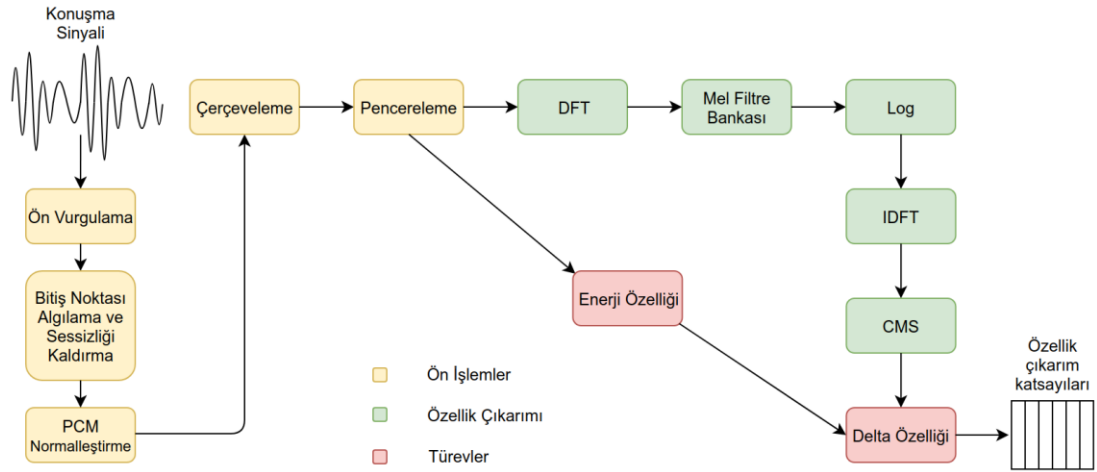 Konuşma
Sinyali
Çerçeveleme
Pencereleme
DFT
Mel Filtre
Bankası
Log
Ön Vurgulama
IDFT
Bitiş Noktası
Algılama ve
Sessizliği
Kaldırma
Enerji Özelliği
CMS
Özellik
çıkarım
katsayıları
PCM
Normalleştirme
Delta Özelliği
Ön İşlemler
Özellik Çıkarımı
Türevler